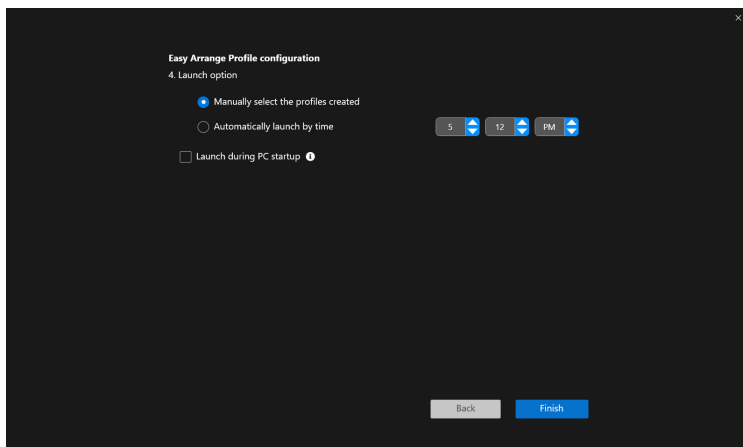 Easy Arrange Profile configuration
4. Launch option
Manually select the profiles created
Automatically launch by time 5 12 PM
Launch during PC startup
Back Finish